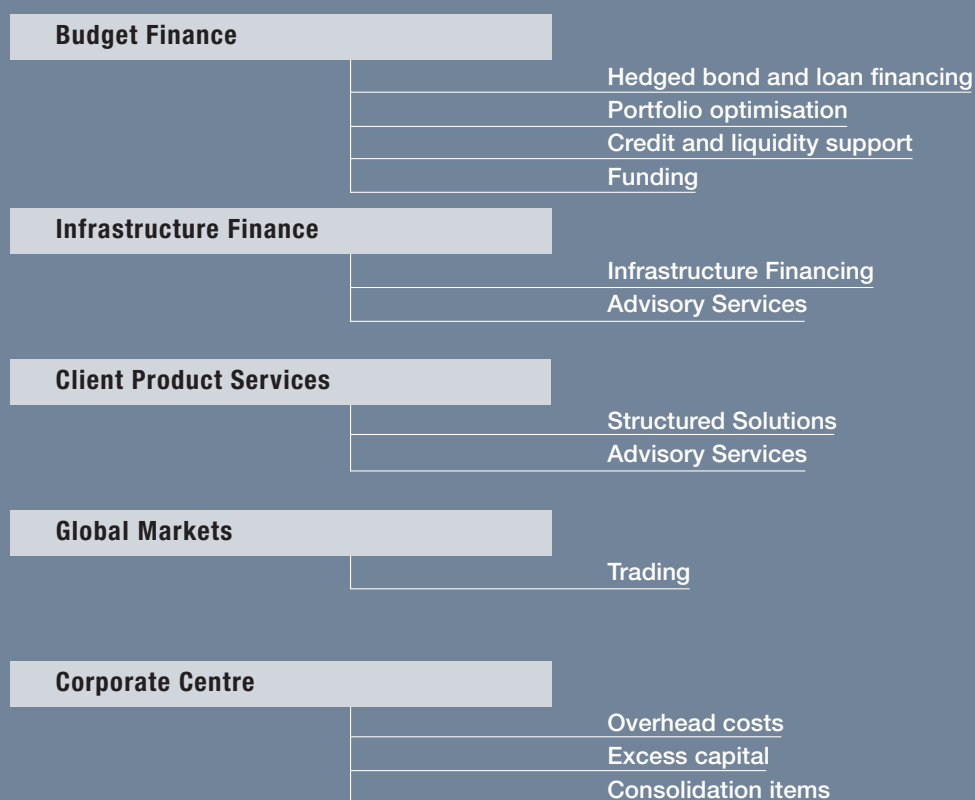 Budget Finance
Hedged bond and loan financing
Portfolio optimisation
Credit and liquidity support
Funding
Infrastructure Finance
Infrastructure Financing
Advisory Services
Client Product Services
Structured Solutions
Advisory Services
Global Markets
Trading
Corporate Centre
Overhead costs
Excess capital
Consolidation items